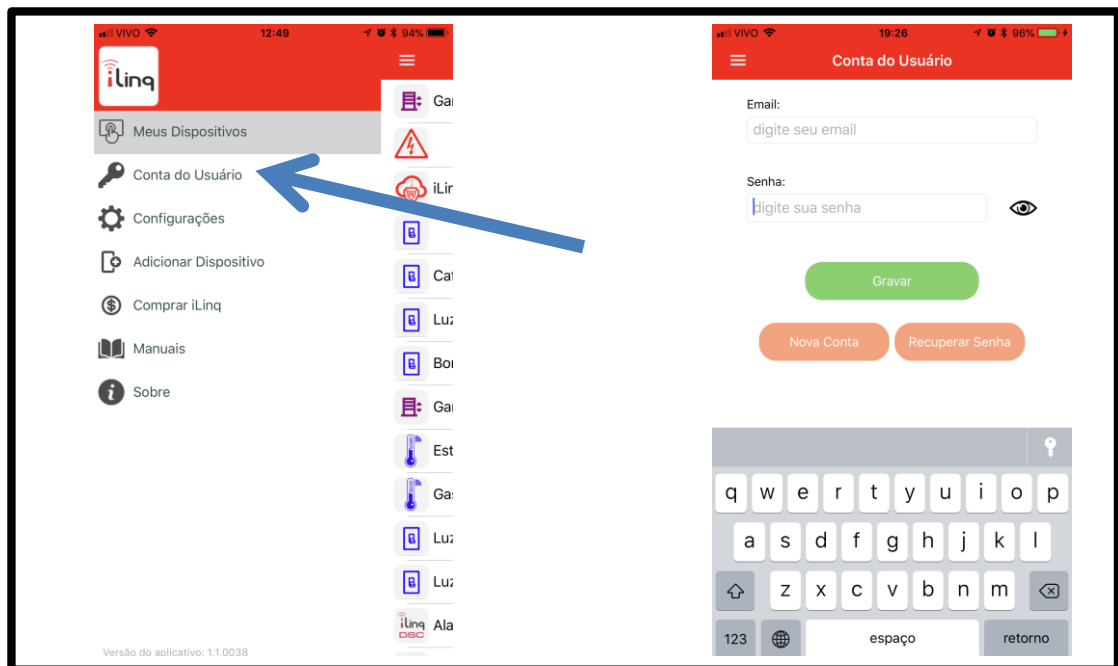 VIVO 12:49 94%
iLinq
Meus Dispositivos
Conta do Usuário
Configurações
Adicionar Dispositivo
Comprar iLinq
Manuais
Sobre
Versão do aplicativo: 1.1.0038
Gar
iLin
Caf
Luz
Bor
Gar
Est
Gas
Luz
Luz
iLinq DSC Ala
VIVO 19:26 96%
Conta do Usuário
Email:
digite seu email
Senha:
digite sua senha
Gravar
Nova Conta Recuperar Senha
q w e r t y u i o p
a s d f g h j k l
z x c v b n m
123 espaço retorno